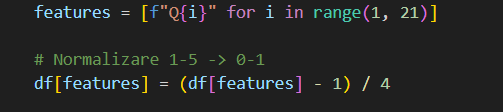 features = [f"Q{i}" for i in range(1, 21)]
# Normalizare 1-5 -> 0-1
df[features] = (df[features] - 1) / 4